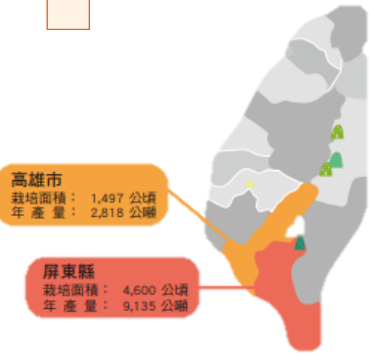 高雄市
栽培面積： 1,497 公頃
年 產 量： 2,818 公噸
屏東縣
栽培面積： 4,600 公頃
年 產 量： 9,135 公噸